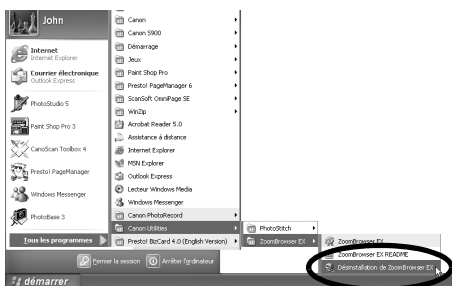 John
Internet
Internet Explorer
Courrier électronique
Outlook Express
PhotoStudio 5
Paint Shop Pro 3
CanoScan Toolbox 4
Presto! PageManager
Windows Messenger
PhotoBase 3
Tous les programmes
Canon
Canon S900
Démarrage
Jeux
Paint Shop Pro
Presto! PageManager 6
ScanSoft OmniPage SE
WinZip
Acrobat Reader 5.0
Assistance à distance
Internet Explorer
MSN Explorer
Outlook Express
Lecteur Windows Media
Windows Messenger
Canon PhotoRecord
Canon Utilities
Presto! BizCard 4.0 (English Version)
PhotoStitch
ZoomBrowser EX
ZoomBrowser EX
ZoomBrowser EX README
Désinstallation de ZoomBrowser EX
Fermer la session
Arrêter l'ordinateur
démarrer